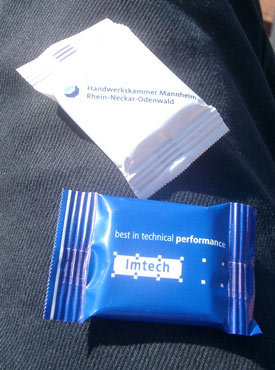 Handwerkskammer Mannheim
Rhein-Neckar-Odenwald
best in technical performance
Imtech